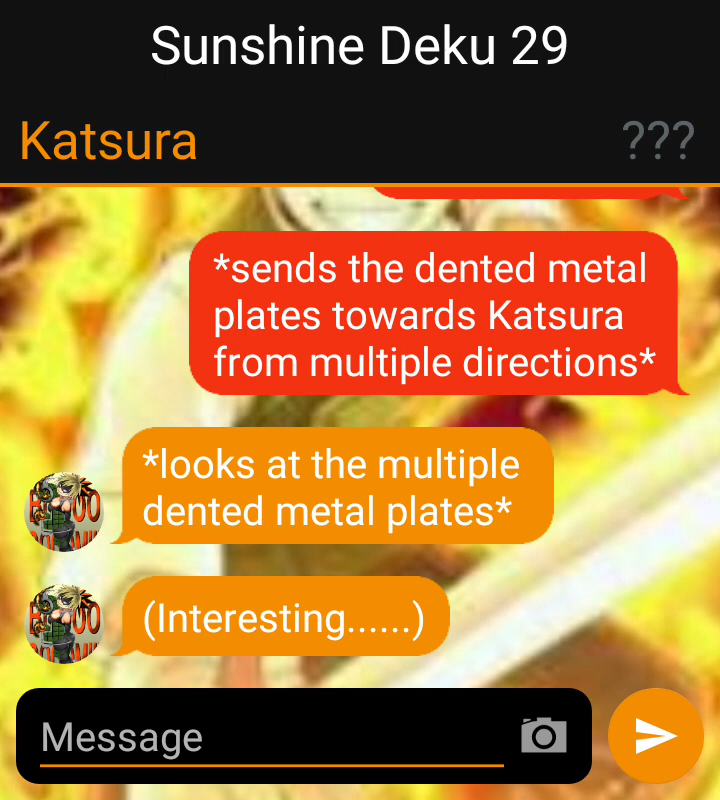 Sunshine Deku 29
Katsura ???
*sends the dented metal
plates towards Katsura
from multiple directions*
*looks at the multiple
dented metal plates*
(Interesting......)
Message